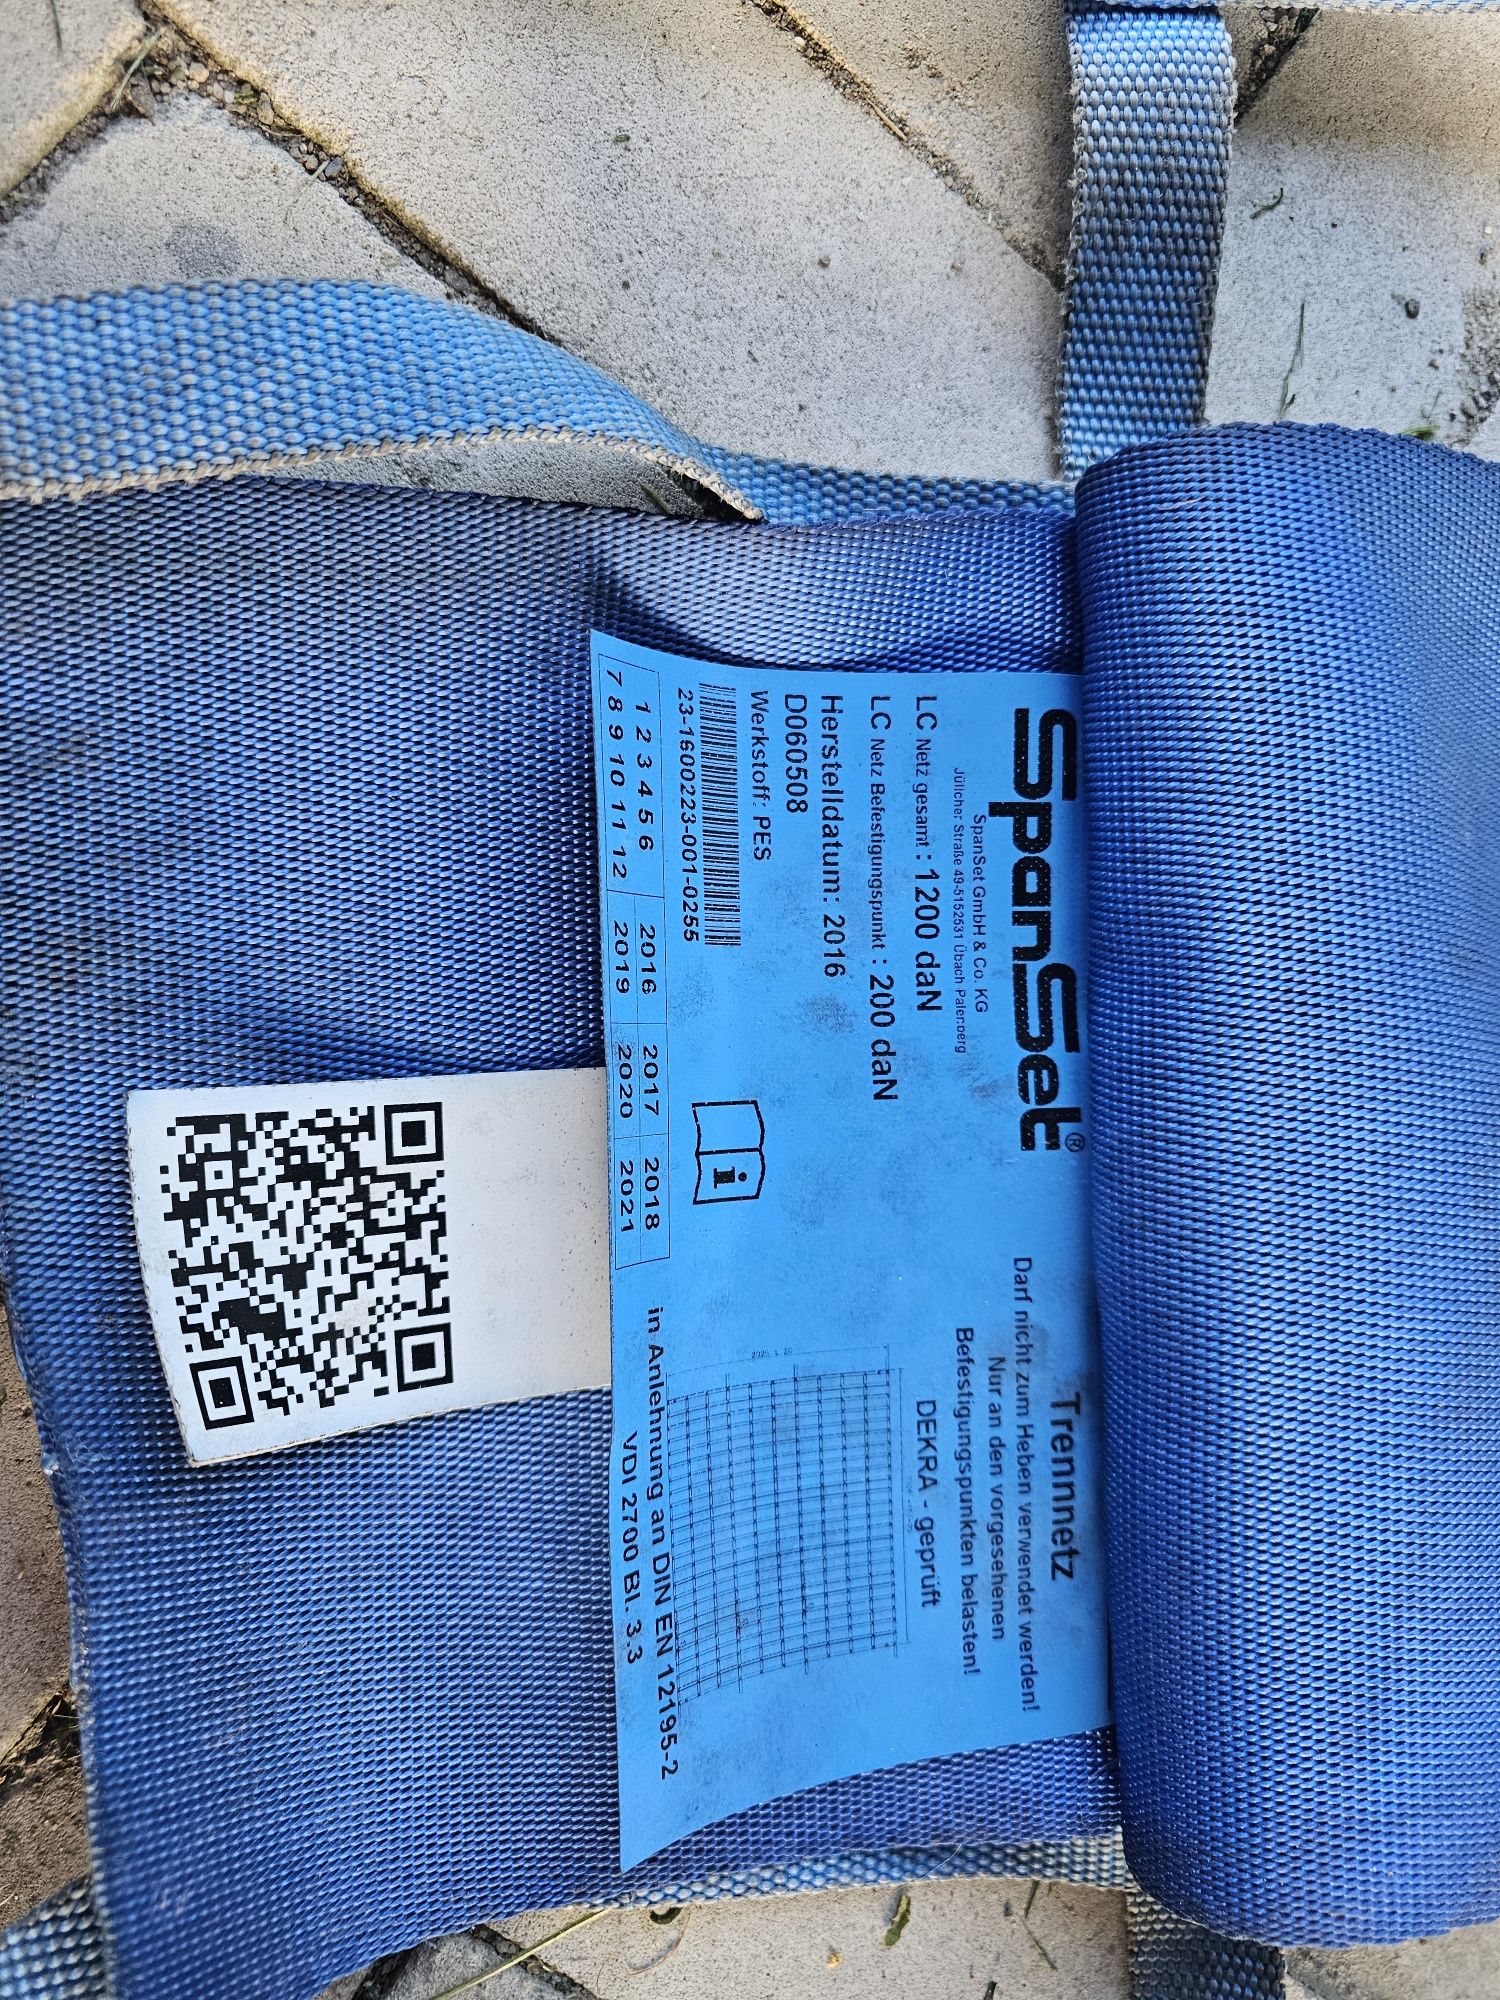 SpanSet®
SpanSet GmbH & Co. KG
Jülicher Straße 49-5152531 Übach Palenberg
LC Netz gesamt : 1200 daN
LC Netz Befestigungspunkt : 200 daN
Herstelldatum: 2016
D060508
Werkstoff: PES
23-1600223-001-0255
1 2 3 4 5 6 2016 2017 2018
7 8 9 10 11 12 2019 2020 2021
i
Trennnetz
Darf nicht zum Heben verwendet werden!
Nur an den vorgesehenen
Befestigungspunkten belasten!
DEKRA - geprüft
in Anlehnung an DIN EN 12195-2
VDI 2700 Bl. 3.3